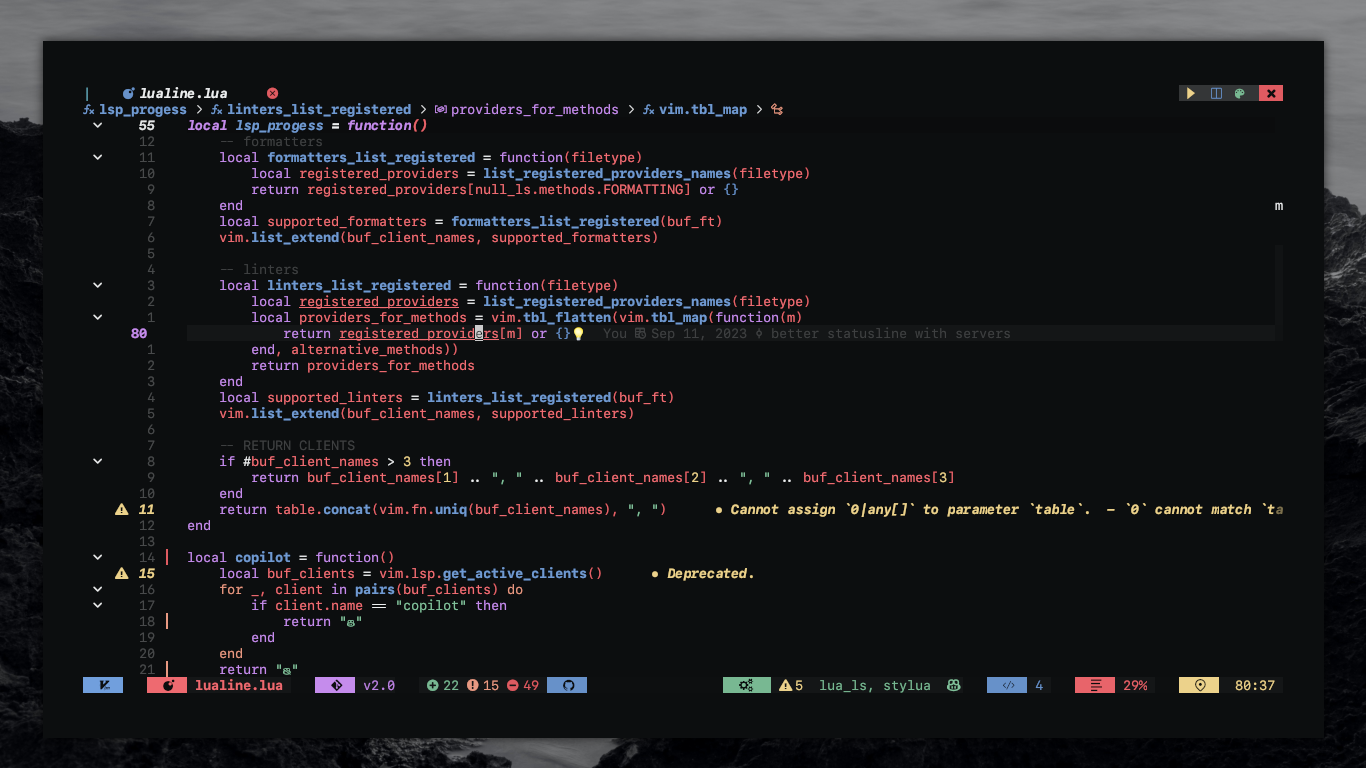 lualine.lua
lsp_progess > linters_list_registered > providers_for_methods > vim.tbl_map >
55 local lsp_progess = function()
12 -- formatters
11 local formatters_list_registered = function(filetype)
10 local registered_providers = list_registered_providers_names(filetype)
9 return registered_providers[null_ls.methods.FORMATTING] or {}
8 end m
7 local supported_formatters = formatters_list_registered(buf_ft)
6 vim.list_extend(buf_client_names, supported_formatters)
5
4 -- linters
3 local linters_list_registered = function(filetype)
2 local registered_providers = list_registered_providers_names(filetype)
1 local providers_for_methods = vim.tbl_flatten(vim.tbl_map(function(m)
80 return registered_providers[m] or {} You Sep 11, 2023 better statusline with servers
1 end, alternative_methods))
2 return providers_for_methods
3 end
4 local supported_linters = linters_list_registered(buf_ft)
5 vim.list_extend(buf_client_names, supported_linters)
6
7 -- RETURN CLIENTS
8 if #buf_client_names > 3 then
9 return buf_client_names[1] .. ", " .. buf_client_names[2] .. ", " .. buf_client_names[3]
10 end
11 return table.concat(vim.fn.uniq(buf_client_names), ", ") ● Cannot assign `0|any[]` to parameter `table`. - `0` cannot match `ta
12 end
13
14 local copilot = function()
15 local buf_clients = vim.lsp.get_active_clients() ● Deprecated.
16 for _, client in pairs(buf_clients) do
17 if client.name == "copilot" then
18 return ""
19 end
20 end
21 return ""
lualine.lua v2.0 22 15 49 5 lua_ls, stylua </> 4 29% 80:37